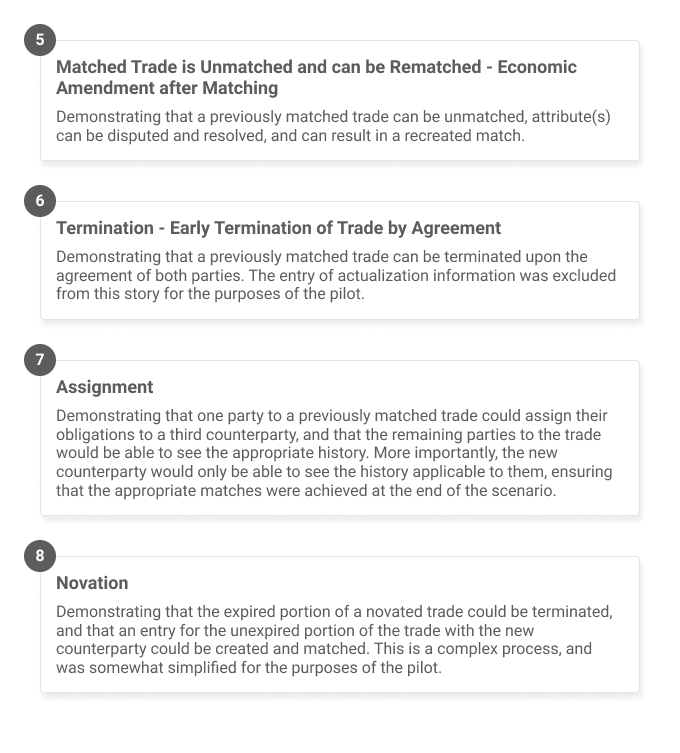 5
Matched Trade is Unmatched and can be Rematched - Economic
Amendment after Matching
Demonstrating that a previously matched trade can be unmatched, attribute(s)
can be disputed and resolved, and can result in a recreated match.
6
Termination - Early Termination of Trade by Agreement
Demonstrating that a previously matched trade can be terminated upon the
agreement of both parties. The entry of actualization information was excluded
from this story for the purposes of the pilot.
7
Assignment
Demonstrating that one party to a previously matched trade could assign their
obligations to a third counterparty, and that the remaining parties to the trade
would be able to see the appropriate history. More importantly, the new
counterparty would only be able to see the history applicable to them, ensuring
that the appropriate matches were achieved at the end of the scenario.
8
Novation
Demonstrating that the expired portion of a novated trade could be terminated,
and that an entry for the unexpired portion of the trade with the new
counterparty could be created and matched. This is a complex process, and
was somewhat simplified for the purposes of the pilot.